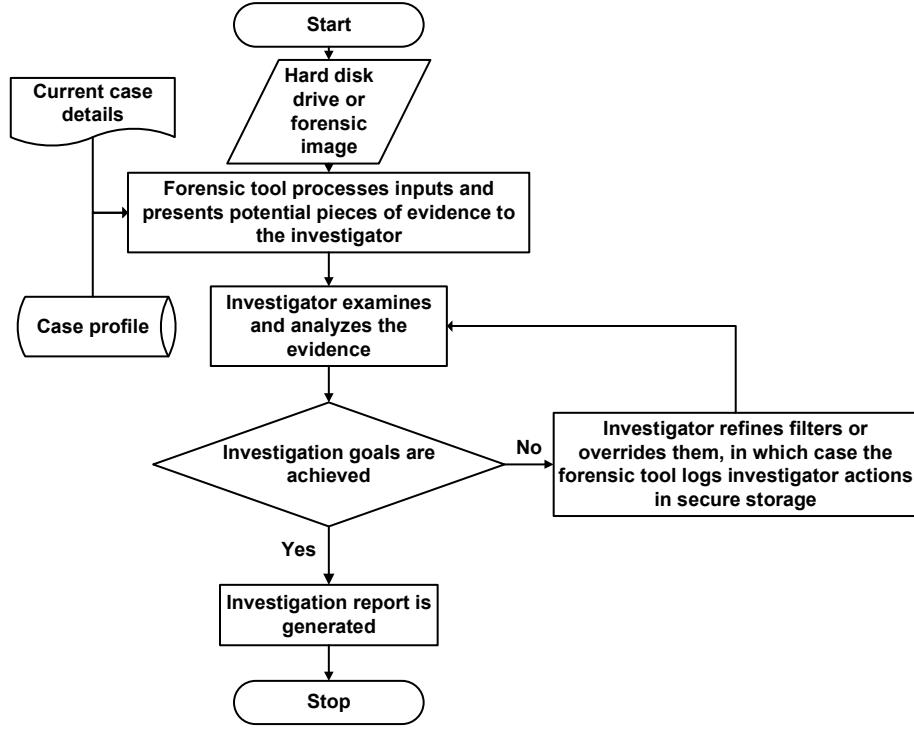 Start
Hard disk
drive or
forensic
image
Current case
details
Forensic tool processes inputs and
presents potential pieces of evidence to
the investigator
Case profile
Investigator examines
and analyzes the
evidence
Investigation goals are
achieved
No
Investigator refines filters or
overrides them, in which case the
forensic tool logs investigator actions
in secure storage
Yes
Investigation report is
generated
Stop